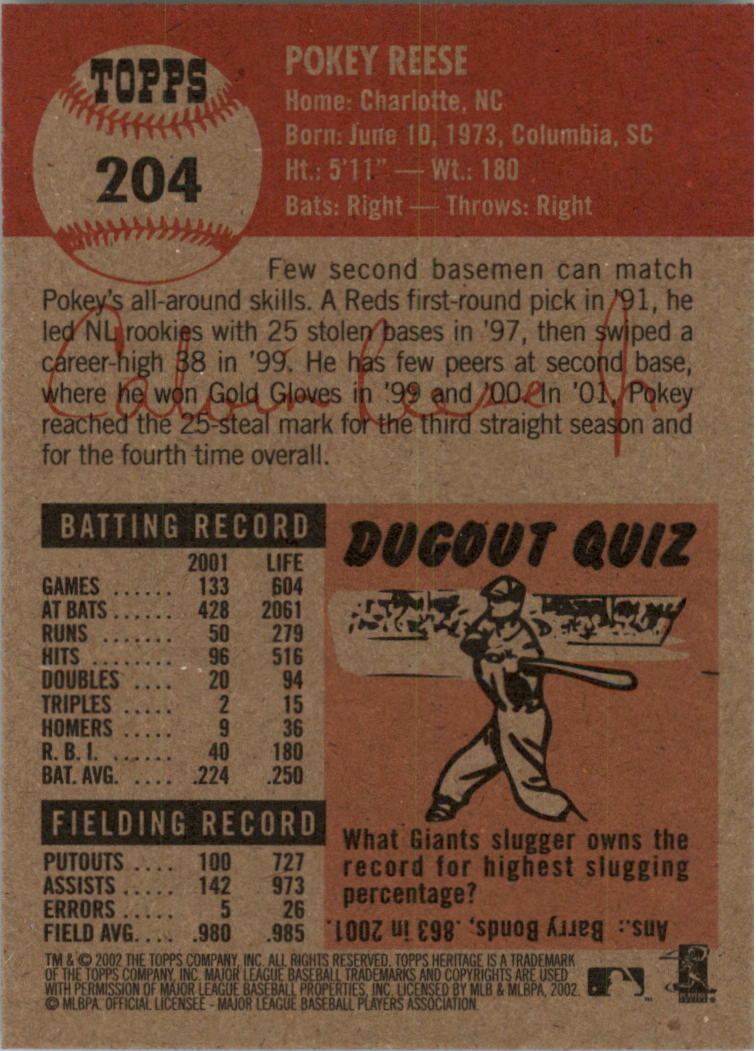 TOPPS
204
POKEY REESE
Home: Charlotte, NC
Born: June 10, 1973, Columbia, SC
Ht.: 5'11" — Wt.: 180
Bats: Right — Throws: Right
Few second basemen can match
Pokey's all-around skills. A Reds first-round pick in '91, he
led NL rookies with 25 stolen bases in '97, then swiped a
career-high 38 in '99. He has few peers at second base,
where he won Gold Gloves in '99 and '00. In '01, Pokey
reached the 25-steal mark for the third straight season and
for the fourth time overall.
Calvin Reese Jr.
BATTING RECORD
2001 LIFE
GAMES ...... 133 604
AT BATS ...... 428 2061
RUNS ....... 50 279
HITS ........ 96 516
DOUBLES .... 20 94
TRIPLES ..... 2 15
HOMERS ..... 9 36
R. B. I. ...... 40 180
BAT. AVG. .... .224 .250
FIELDING RECORD
PUTOUTS .... 100 727
ASSISTS ..... 142 973
ERRORS ..... 5 26
FIELD AVG. ... .980 .985
DUGOUT QUIZ
What Giants slugger owns the
record for highest slugging
percentage?
Ans.: Barry Bonds, .863 in 2001.
TM & © 2002 THE TOPPS COMPANY, INC. ALL RIGHTS RESERVED. TOPPS HERITAGE IS A TRADEMARK
OF THE TOPPS COMPANY, INC. MAJOR LEAGUE BASEBALL TRADEMARKS AND COPYRIGHTS ARE USED
WITH PERMISSION OF MAJOR LEAGUE BASEBALL PROPERTIES, INC. LICENSED BY MLB & MLBPA, 2002.
© MLBPA. OFFICIAL LICENSEE - MAJOR LEAGUE BASEBALL PLAYERS ASSOCIATION.